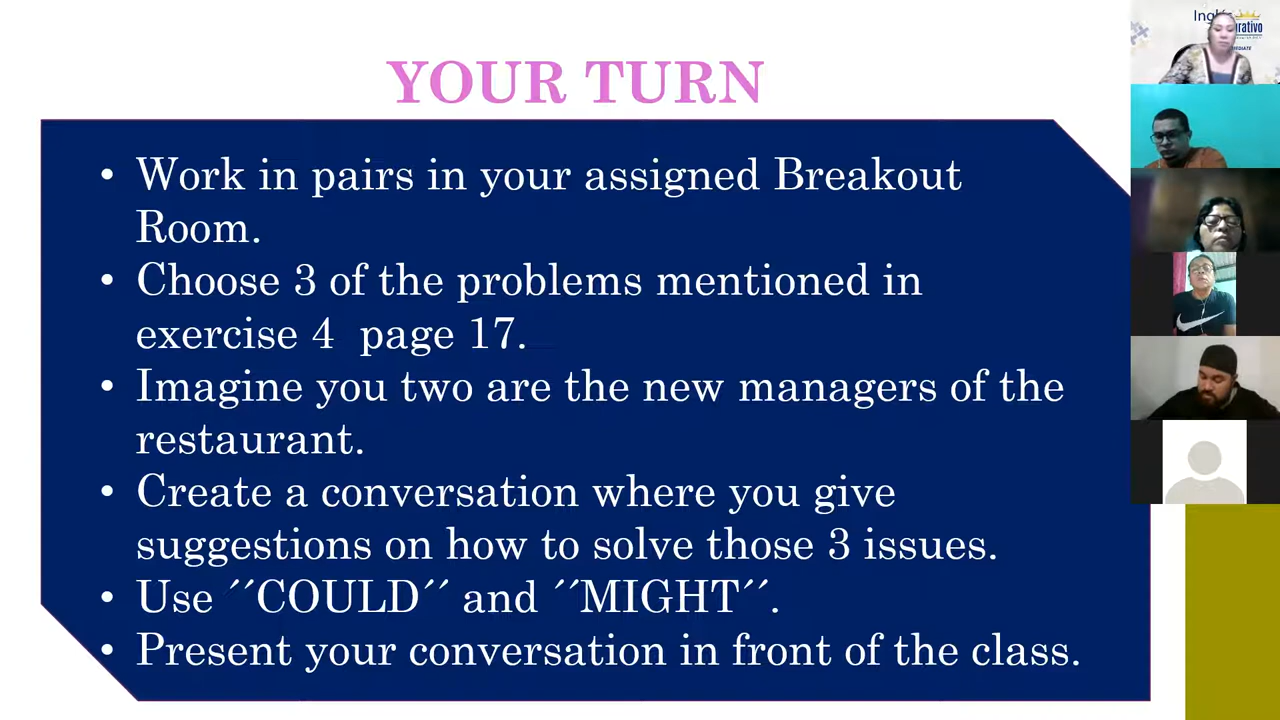 YOUR TURN
• Work in pairs in your assigned Breakout
Room.
• Choose 3 of the problems mentioned in
exercise 4  page 17.
• Imagine you two are the new managers of the
restaurant.
• Create a conversation where you give
suggestions on how to solve those 3 issues.
• Use ´´COULD´´ and ´´MIGHT´´.
• Present your conversation in front of the class.